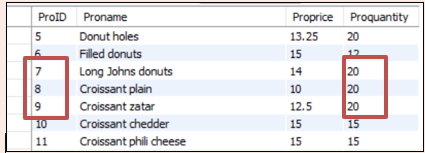 ProID Proname Proprice Proquantity
5 Donut holes 13.25 20
6 Filled donuts 15 12
7 Long Johns donuts 14 20
8 Croissant plain 10 20
9 Croissant zatar 12.5 20
10 Croissant chedder 15 15
11 Croissant phili cheese 15 15